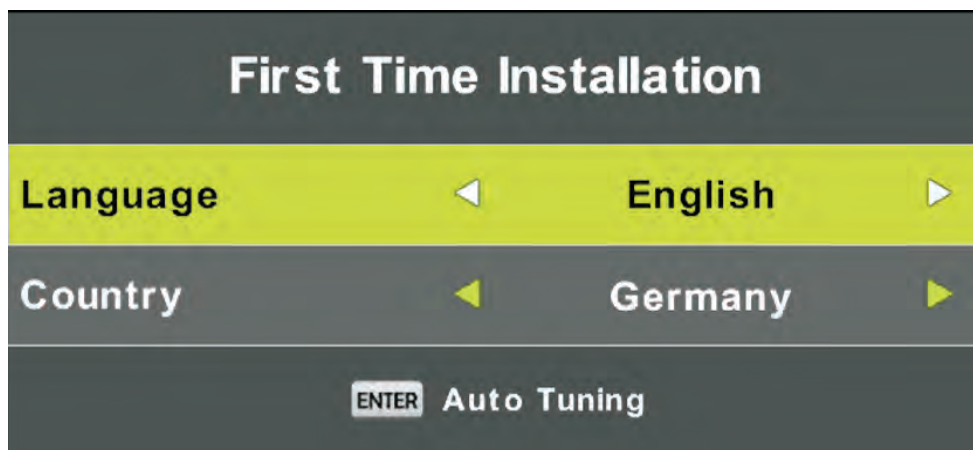 First Time Installation
Language English
Country Germany
ENTER Auto Tuning